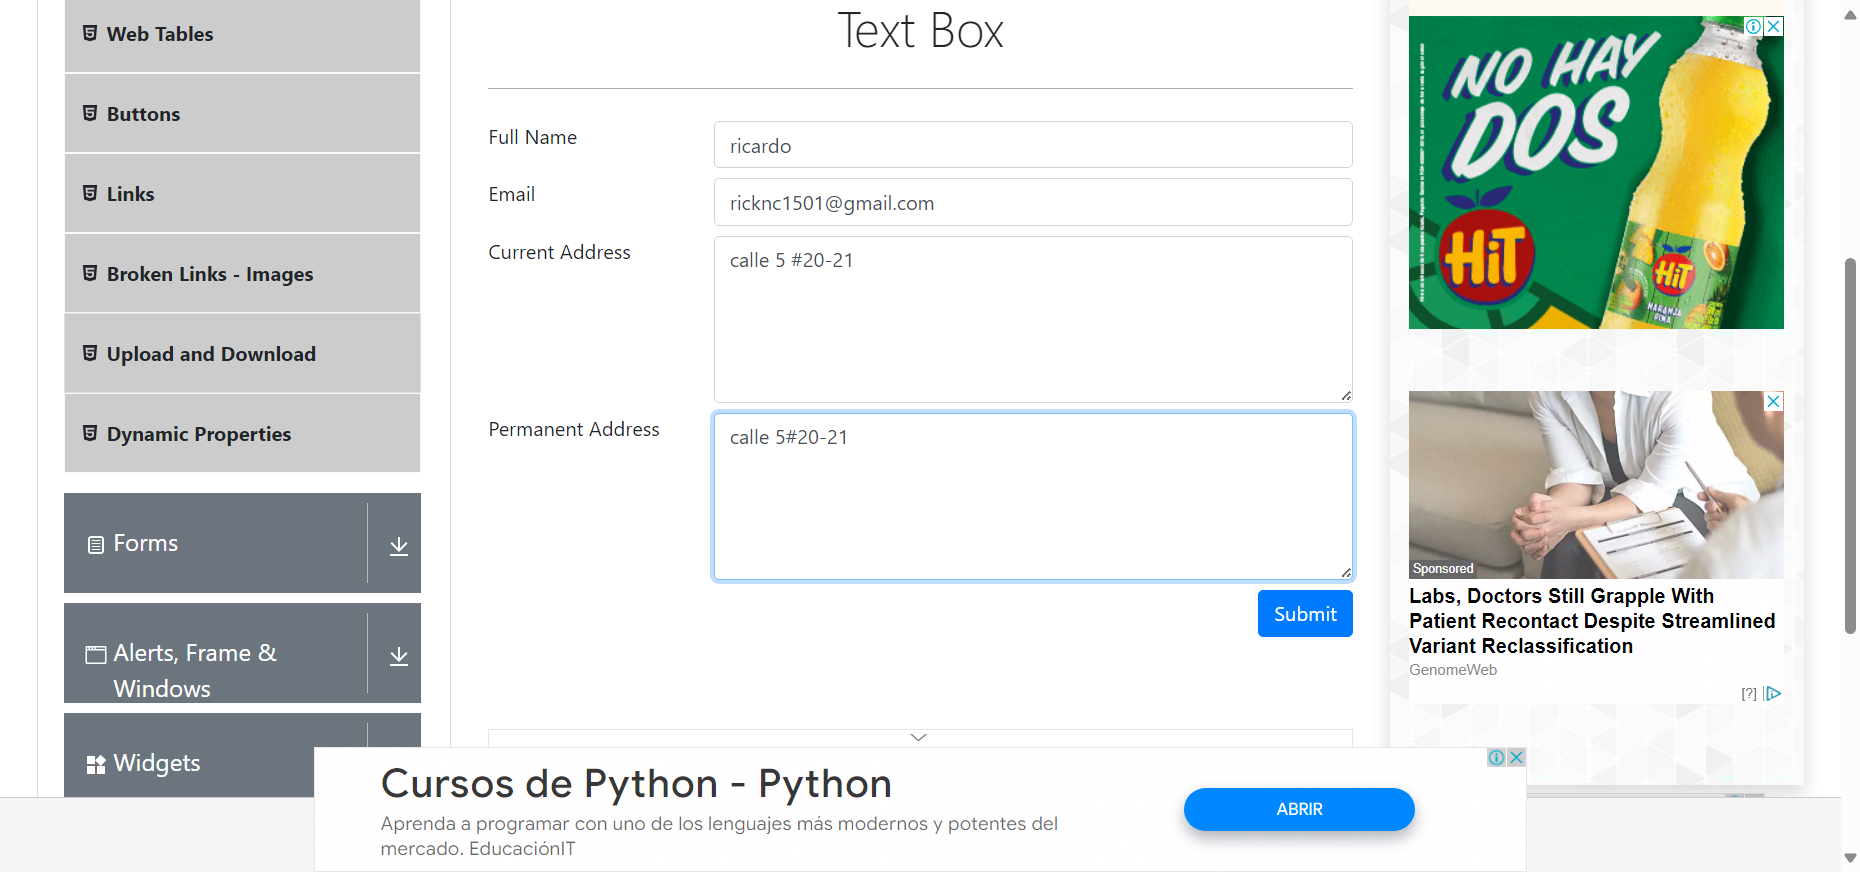 Web Tables
Buttons
Links
Broken Links - Images
Upload and Download
Dynamic Properties
Forms
Alerts, Frame &
Windows
Widgets
Text Box
Full Name
ricardo
Email
ricknc1501@gmail.com
Current Address
calle 5 #20-21
Permanent Address
calle 5#20-21
Submit
NO HAY
DOS
HiT
HiT
NARANJA
PIÑA
Sponsored
Labs, Doctors Still Grapple With
Patient Recontact Despite Streamlined
Variant Reclassification
GenomeWeb
[?]
Cursos de Python - Python
Aprenda a programar con uno de los lenguajes más modernos y potentes del
mercado. EducaciónIT
ABRIR